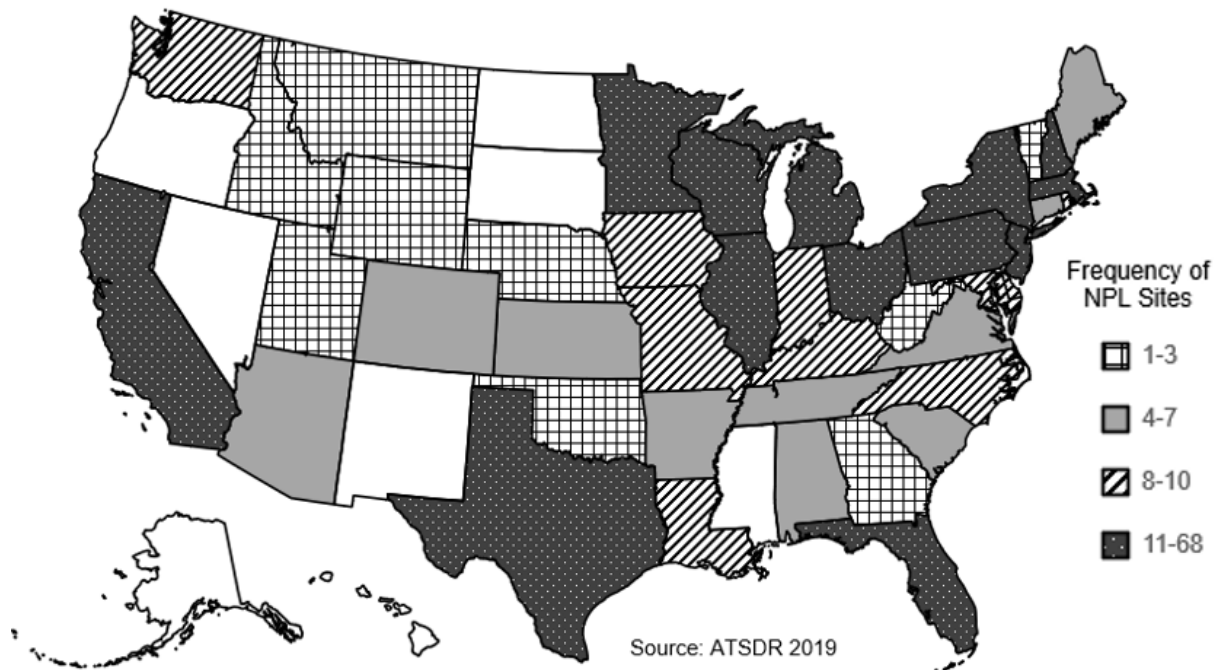 Frequency of
NPL Sites
1-3
4-7
8-10
11-68
Source: ATSDR 2019